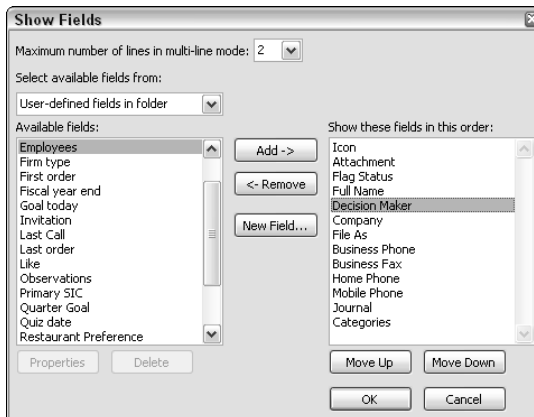 Show Fields
Maximum number of lines in multi-line mode: 2
Select available fields from:
User-defined fields in folder
Available fields:
Employees
Firm type
First order
Fiscal year end
Goal today
Invitation
Last Call
Last order
Like
Observations
Primary SIC
Quarter Goal
Quiz date
Restaurant Preference
Add ->
<- Remove
New Field...
Show these fields in this order:
Icon
Attachment
Flag Status
Full Name
Decision Maker
Company
File As
Business Phone
Business Fax
Home Phone
Mobile Phone
Journal
Categories
Properties Delete
Move Up Move Down
OK Cancel